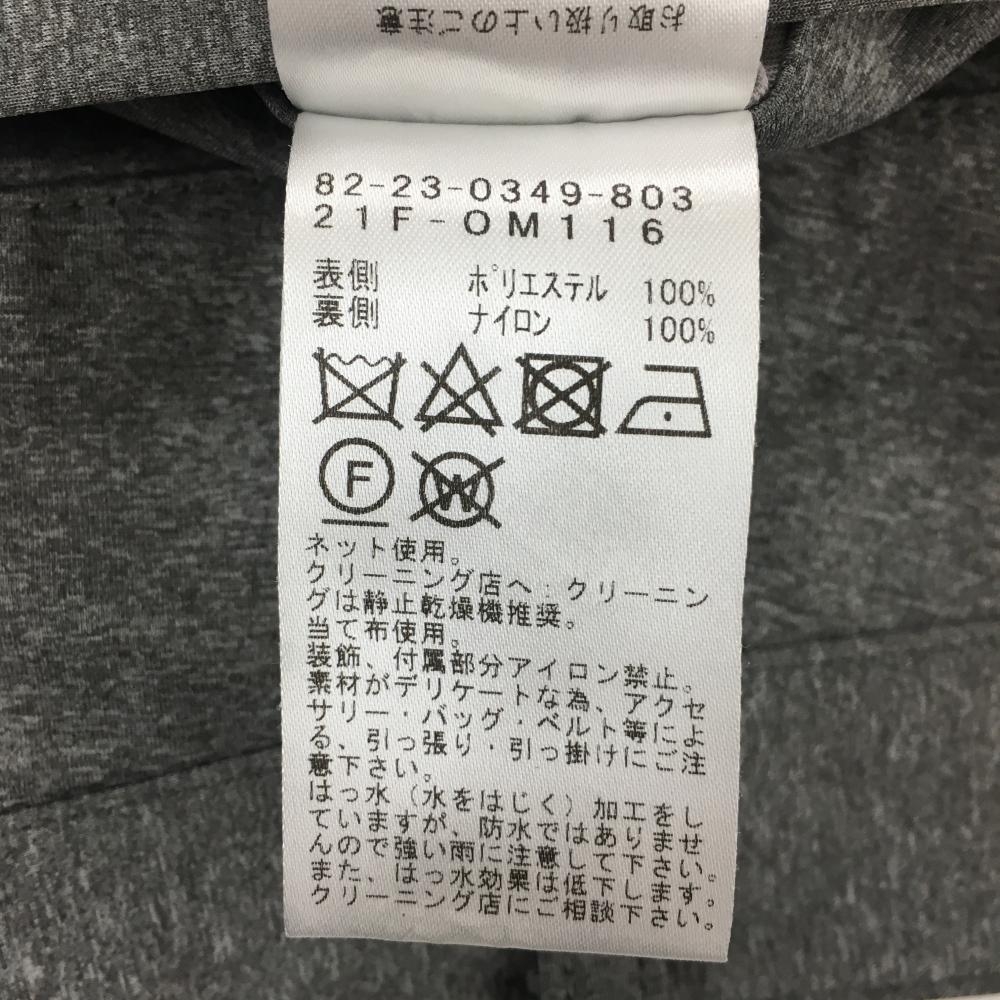 お取り扱い上のご注意
82-23-0349-803
21F-OM116
表側 ポリエステル 100%
裏側 ナイロン 100%
F
W
ネット使用。
クリーニング店へ:クリーニン
グは静止乾燥機推奨。
当て布使用。
装飾、付属部分アイロン禁止。
素材がデリケートな為、アクセ
サリー・バッグ・ベルト等によ
る、引っ張り・引っ掛けにご注
意下さい。
はっ水(水をはじく)加工をし
ていますが、防水ではありませ
んので強い雨に注意して下さい。
また、はっ水効果は低下します。
クリーニング店にご相談下さい。